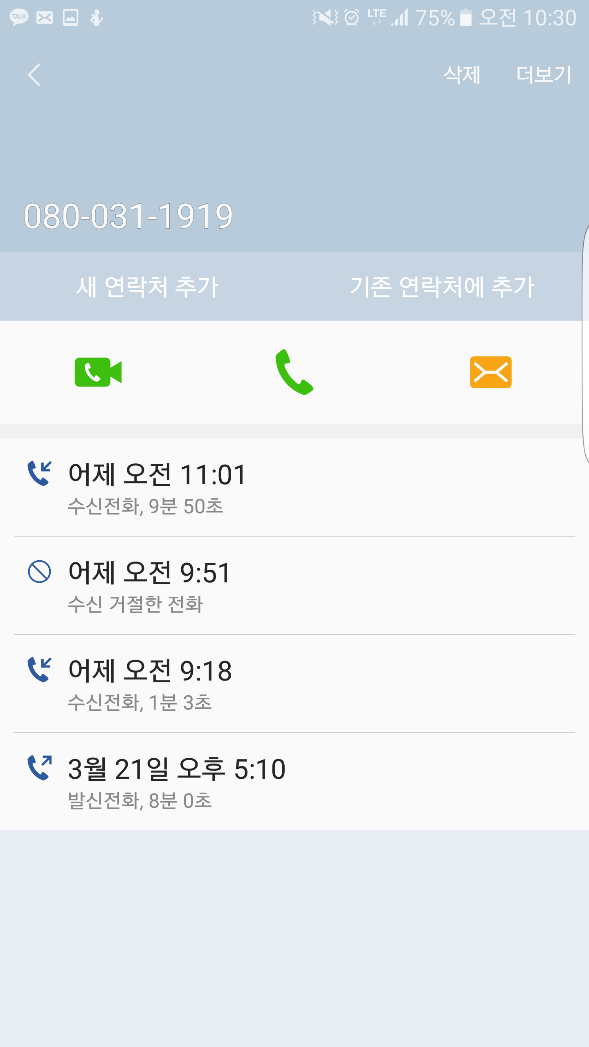 TALK LTE 75% 오전 10:30
삭제 더보기
080-031-1919
새 연락처 추가 기존 연락처에 추가
어제 오전 11:01
수신전화, 9분 50초
어제 오전 9:51
수신 거절한 전화
어제 오전 9:18
수신전화, 1분 3초
3월 21일 오후 5:10
발신전화, 8분 0초